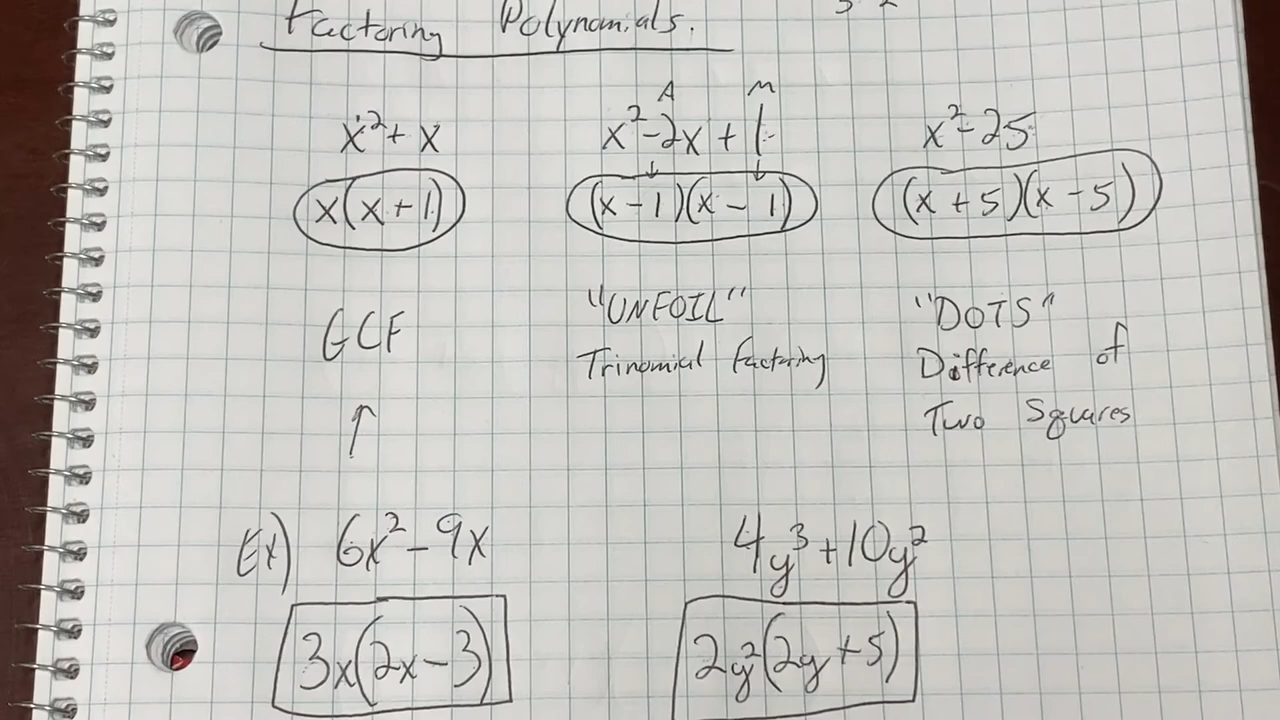 Factoring Polynomials.
x²+ x
A M
x²-2x + 1
x²-25
x(x+1)
(x-1)(x- 1)
(x +5)(x -5)
GCF
"UNFOIL"
Trinomial factoring
"DOTS"
Difference of
Two Squares
Ex) 6x²-9x
4y³+10y²
3x(2x-3)
2y²(2y+5)